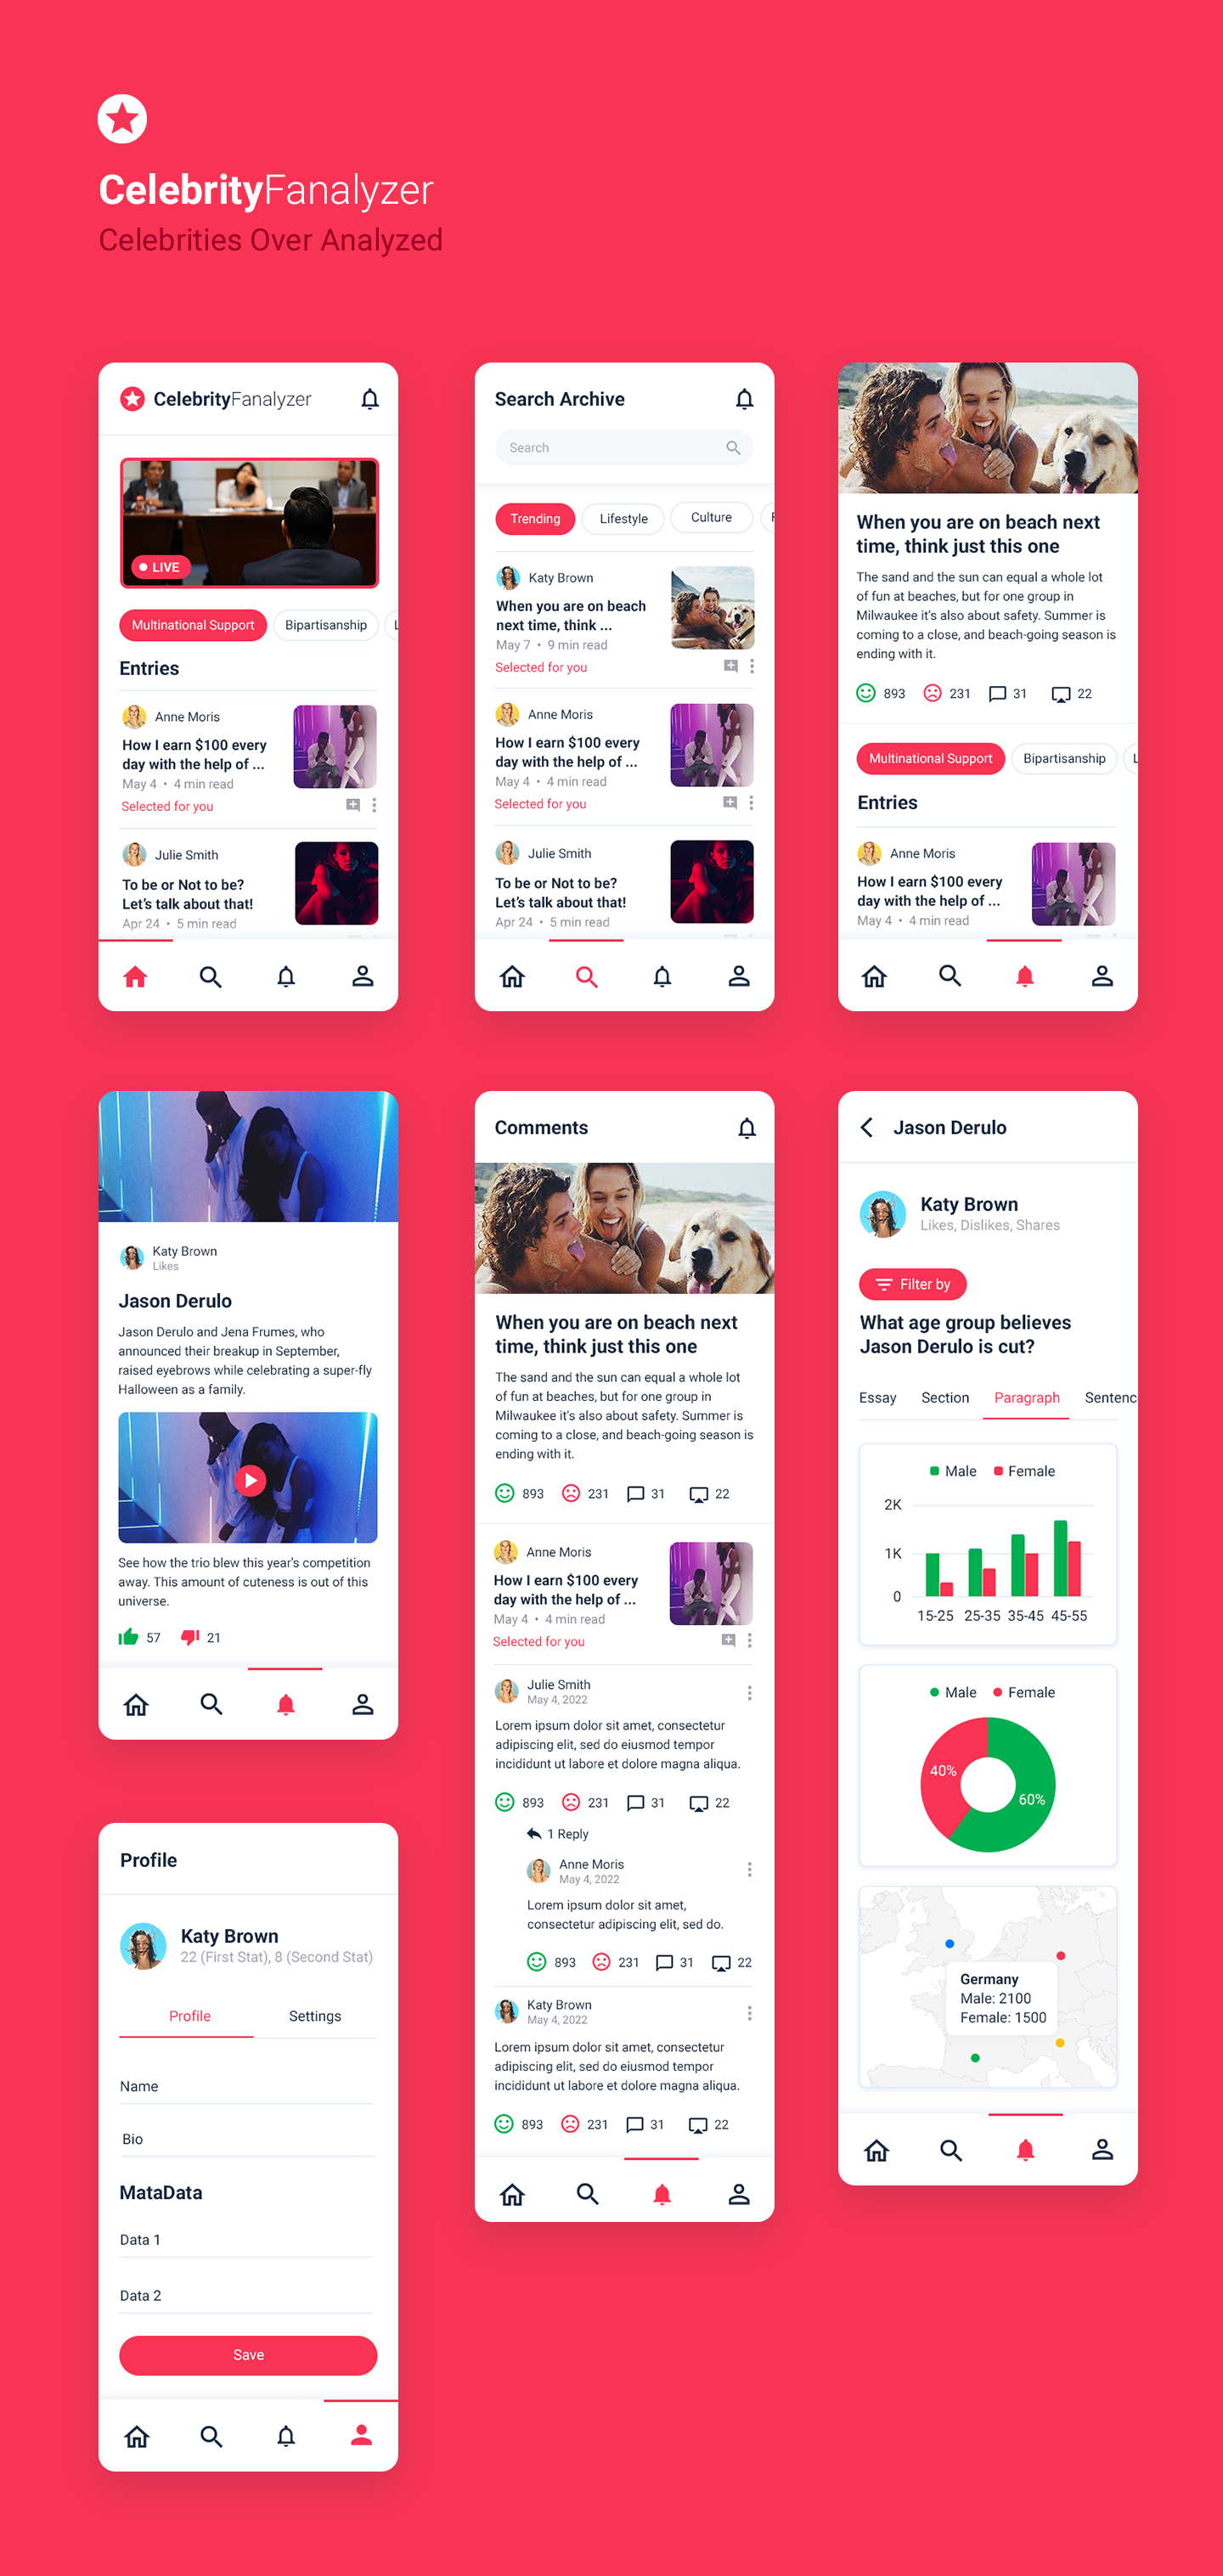 CelebrityFanalyzer
Celebrities Over Analyzed
CelebrityFanalyzer
LIVE
Multinational Support
Bipartisanship
L
Entries
Anne Moris
How I earn $100 every
day with the help of ...
May 4 • 4 min read
Selected for you
Julie Smith
To be or Not to be?
Let's talk about that!
Apr 24 • 5 min read
Search Archive
Search
Trending
Lifestyle
Culture
Katy Brown
When you are on beach
next time, think ...
May 7 • 9 min read
Selected for you
Anne Moris
How I earn $100 every
day with the help of ...
May 4 • 4 min read
Selected for you
Julie Smith
To be or Not to be?
Let's talk about that!
Apr 24 • 5 min read
When you are on beach next
time, think just this one
The sand and the sun can equal a whole lot
of fun at beaches, but for one group in
Milwaukee it's also about safety. Summer is
coming to a close, and beach-going season is
ending with it.
893 231 31 22
Multinational Support
Bipartisanship
L
Entries
Anne Moris
How I earn $100 every
day with the help of ...
May 4 • 4 min read
Katy Brown
Likes
Jason Derulo
Jason Derulo and Jena Frumes, who
announced their breakup in September,
raised eyebrows while celebrating a super-fly
Halloween as a family.
See how the trio blew this year's competition
away. This amount of cuteness is out of this
universe.
57 21
Comments
When you are on beach next
time, think just this one
The sand and the sun can equal a whole lot
of fun at beaches, but for one group in
Milwaukee it's also about safety. Summer is
coming to a close, and beach-going season is
ending with it.
893 231 31 22
Anne Moris
How I earn $100 every
day with the help of ...
May 4 • 4 min read
Selected for you
Julie Smith
May 4, 2022
Lorem ipsum dolor sit amet, consectetur
adipiscing elit, sed do eiusmod tempor
incididunt ut labore et dolore magna aliqua.
893 231 31 22
1 Reply
Anne Moris
May 4, 2022
Lorem ipsum dolor sit amet,
consectetur adipiscing elit, sed do.
893 231 31 22
Katy Brown
May 4, 2022
Lorem ipsum dolor sit amet, consectetur
adipiscing elit, sed do eiusmod tempor
incididunt ut labore et dolore magna aliqua.
893 231 31 22
Jason Derulo
Katy Brown
Likes, Dislikes, Shares
Filter by
What age group believes
Jason Derulo is cut?
Essay Section Paragraph Sentenc
Male Female
2K
1K
0
15-25 25-35 35-45 45-55
Male Female
40%
60%
Germany
Male: 2100
Female: 1500
Profile
Katy Brown
22 (First Stat), 8 (Second Stat)
Profile Settings
Name
Bio
MataData
Data 1
Data 2
Save